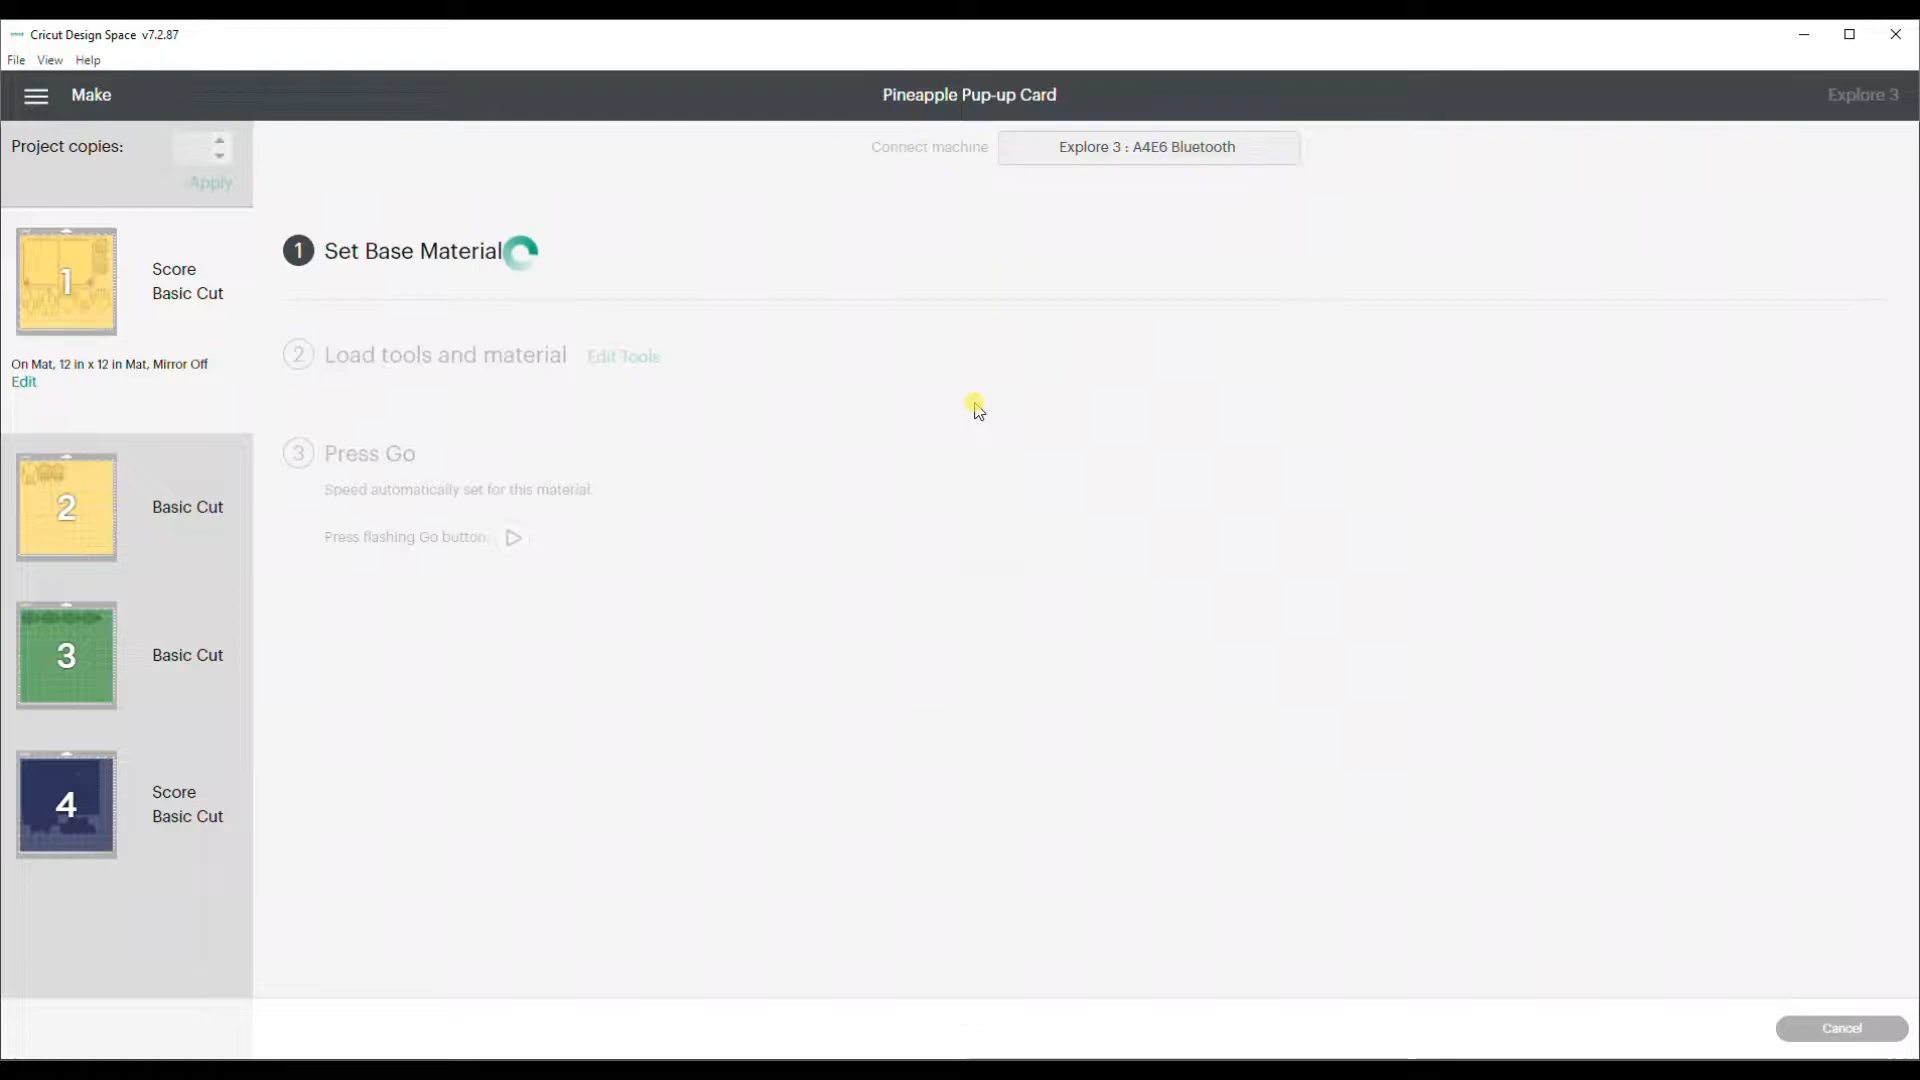 Cricut Design Space v7.2.87
File View Help
Make
Pineapple Pup-up Card
Explore 3
Project copies:
Apply
Connect machine
Explore 3 : A4E6 Bluetooth
1
Score
Basic Cut
On Mat, 12 in x 12 in Mat, Mirror Off
Edit
2
Basic Cut
3
Basic Cut
4
Score
Basic Cut
1 Set Base Material
2 Load tools and material Edit Tools
3 Press Go
Speed automatically set for this material.
Press flashing Go button.
Cancel